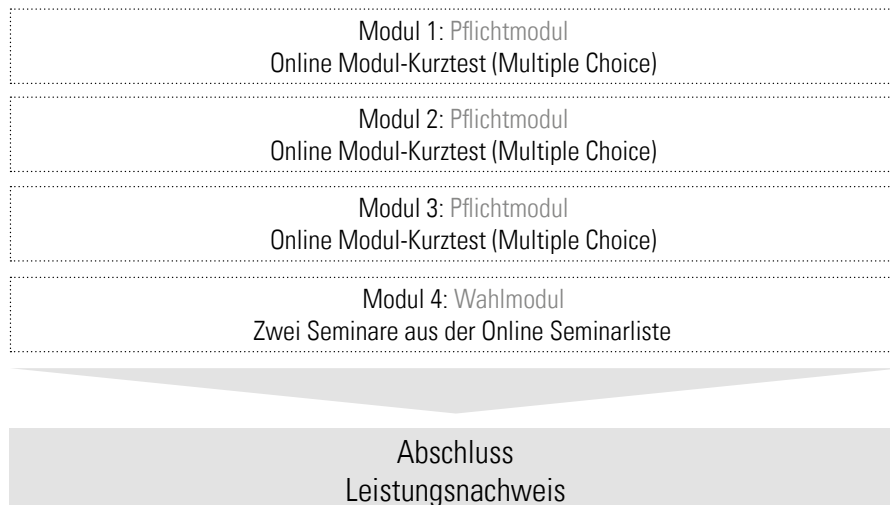 Modul 1: Pflichtmodul
Online Modul-Kurztest (Multiple Choice)
Modul 2: Pflichtmodul
Online Modul-Kurztest (Multiple Choice)
Modul 3: Pflichtmodul
Online Modul-Kurztest (Multiple Choice)
Modul 4: Wahlmodul
Zwei Seminare aus der Online Seminarliste
Abschluss
Leistungsnachweis